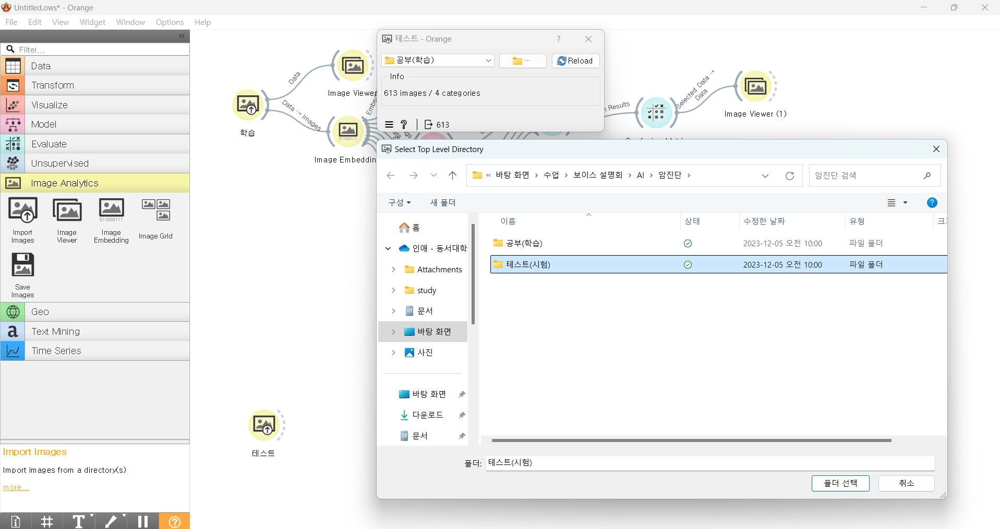 Untitled.ows* - Orange
File Edit View Widget Window Options Help
Filter...
Data
Transform
Visualize
Model
Evaluate
Unsupervised
Image Analytics
Import Images
Image Viewer
Image Embedding
Image Grid
Save Images
Geo
Text Mining
Time Series
Import Images
Import images from a directory(s)
more...
학습
Data
Data → Images
Image Viewer
011000111
Image Embeddin
테스트
테스트 - Orange
공부(학습)
...
Reload
Info
613 images / 4 categories
613
Results
Selected Data →
Data
Image Viewer (1)
Select Top Level Directory
« 바탕 화면 › 수업 › 보이스 설명회 › AI › 암진단 ›
암진단 검색
구성
새 폴더
홈
인애 - 동서대학
Attachments
study
문서
바탕 화면
사진
바탕 화면
다운로드
문서
이름 상태 수정한 날짜 유형
공부(학습) 2023-12-05 오전 10:00 파일 폴더
테스트(시험) 2023-12-05 오전 10:00 파일 폴더
폴더: 테스트(시험)
폴더 선택
취소